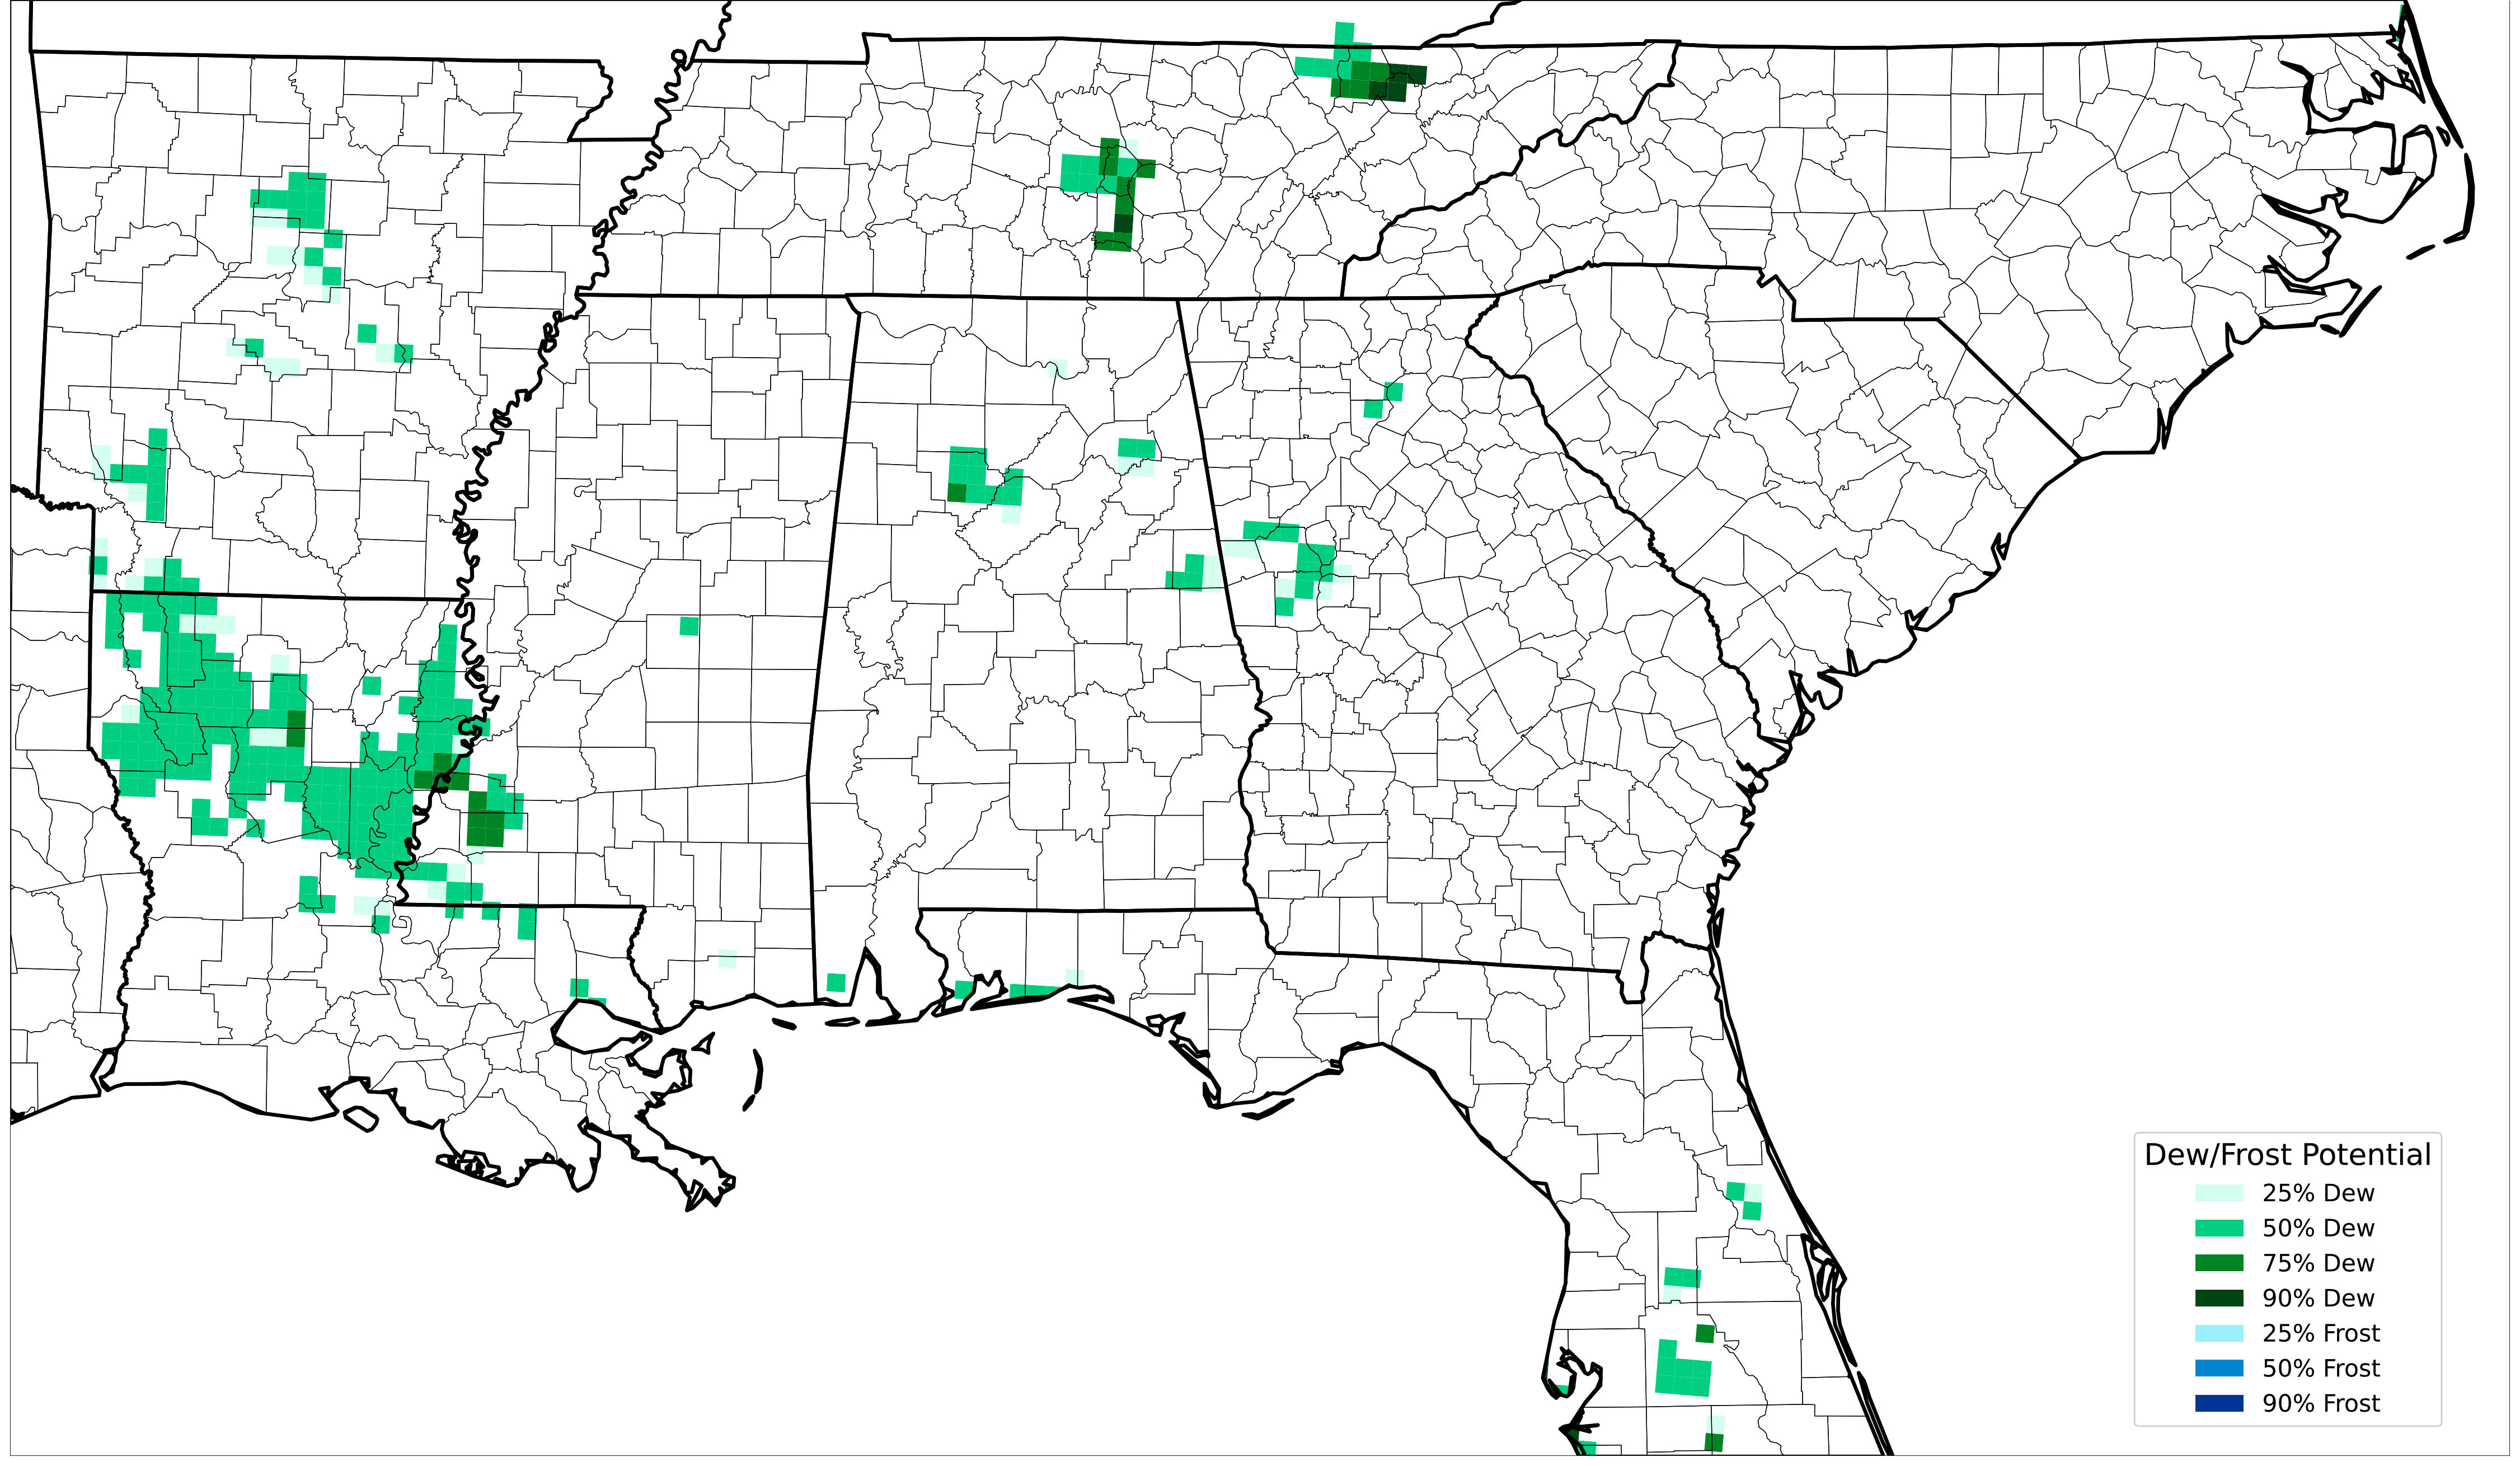 Dew/Frost Potential
25% Dew
50% Dew
75% Dew
90% Dew
25% Frost
50% Frost
90% Frost